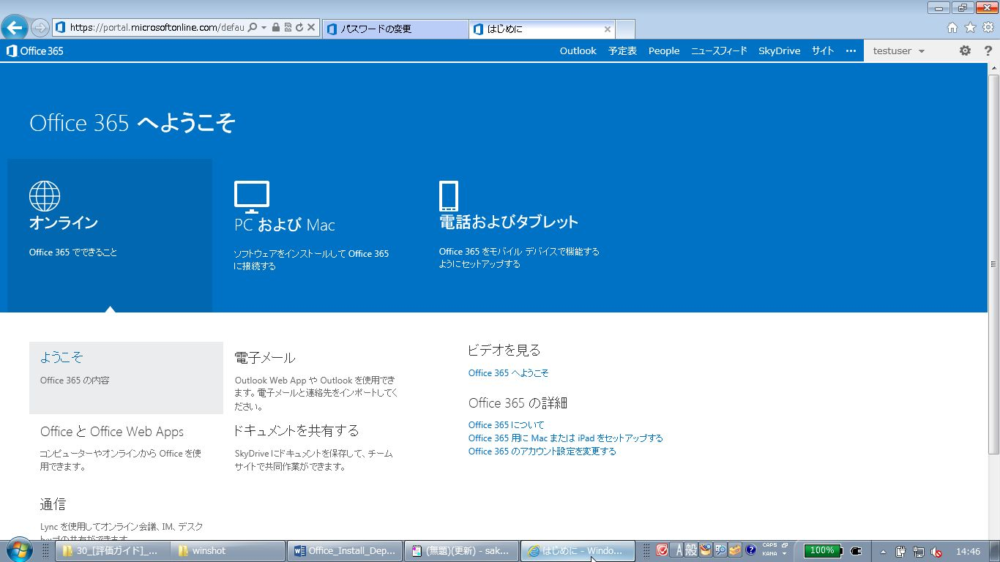 https://portal.microsoftonline.com/defau
パスワードの変更
はじめに
Office 365
Outlook
予定表
People
ニュースフィード
SkyDrive
サイト
testuser
?
Office 365 へようこそ
オンライン
Office 365 でできること
PC および Mac
ソフトウェアをインストールして Office 365
に接続する
電話およびタブレット
Office 365 をモバイル デバイスで機能する
ようにセットアップする
ようこそ
Office 365 の内容
電子メール
Outlook Web App や Outlook を使用でき
ます。電子メールと連絡先をインポートしてく
ださい。
Office と Office Web Apps
コンピューターやオンラインから Office を使
用できます。
ドキュメントを共有する
SkyDrive にドキュメントを保存して、チーム
サイトで共同作業ができます。
通信
Lync を使用してオンライン会議、IM、デスク
トップの共有ができます。
ビデオを見る
Office 365 へようこそ
Office 365 の詳細
Office 365 について
Office 365 用に Mac または iPad をセットアップする
Office 365 のアカウント設定を変更する
30_[評価ガイド]_...
winshot
Office_Install_Dep...
(無題)(更新) - sak...
はじめに - Windo...
A 般
CAPS
KANA
100%
14:46